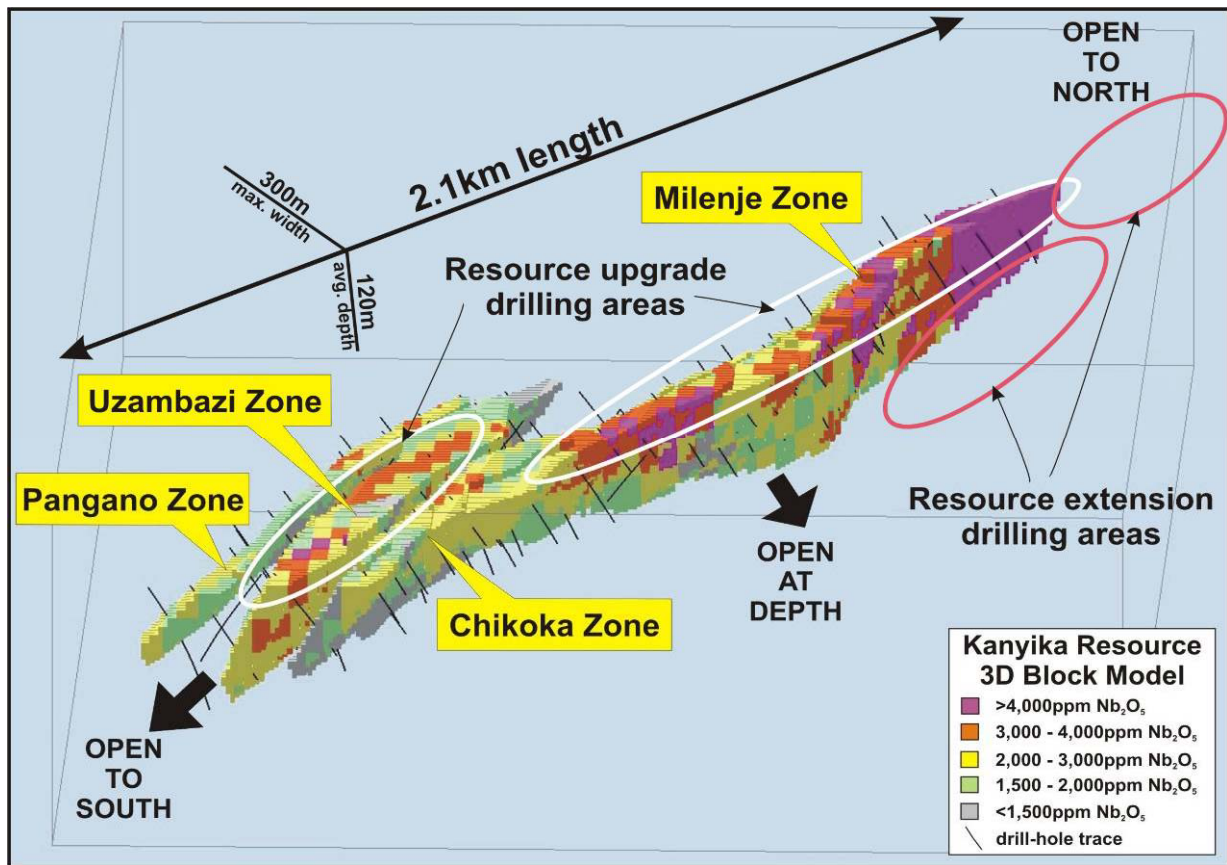 OPEN
TO
NORTH
2.1km length
300m
max. width
120m
avg. depth
Milenje Zone
Resource upgrade
drilling areas
Uzambazi Zone
Pangano Zone
Chikoka Zone
Resource extension
drilling areas
OPEN
AT
DEPTH
OPEN
TO
SOUTH
Kanyika Resource
3D Block Model
>4,000ppm Nb₂O₅
3,000 - 4,000ppm Nb₂O₅
2,000 - 3,000ppm Nb₂O₅
1,500 - 2,000ppm Nb₂O₅
<1,500ppm Nb₂O₅
drill-hole trace